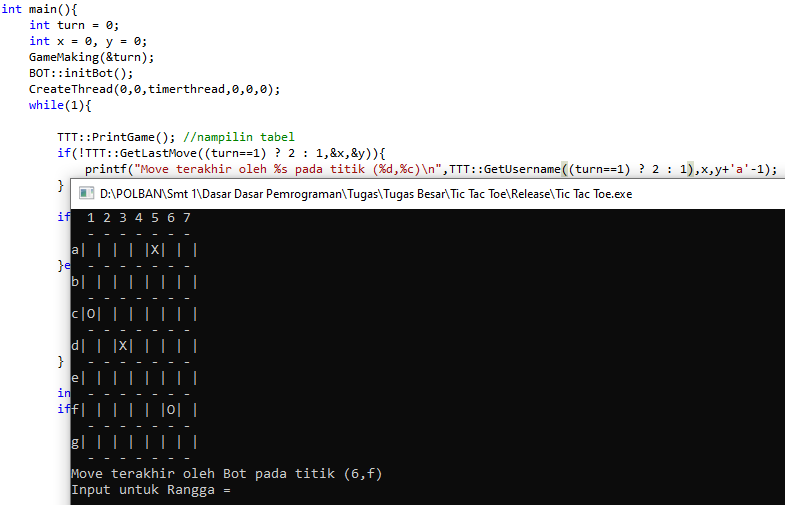 int main(){
int turn = 0;
int x = 0, y = 0;
GameMaking(&turn);
BOT::initBot();
CreateThread(0,0,timerthread,0,0,0);
while(1){
TTT::PrintGame(); //nampilin tabel
if(!TTT::GetLastMove((turn==1) ? 2 : 1,&x,&y)){
printf("Move terakhir oleh %s pada titik (%d,%c)\n",TTT::GetUsername((turn==1) ? 2 : 1),x,y+'a'-1);
}
if
}e
}
in
if
D:\POLBAN\Smt 1\Dasar Dasar Pemrograman\Tugas\Tugas Besar\Tic Tac Toe\Release\Tic Tac Toe.exe
  1 2 3 4 5 6 7
  - - - - - - -
a| | | | |X| | |
  - - - - - - -
b| | | | | | | |
  - - - - - - -
c|O| | | | | | |
  - - - - - - -
d| | |X| | | | |
  - - - - - - -
e| | | | | | | |
  - - - - - - -
f| | | | | |O| |
  - - - - - - -
g| | | | | | | |
  - - - - - - -
Move terakhir oleh Bot pada titik (6,f)
Input untuk Rangga =